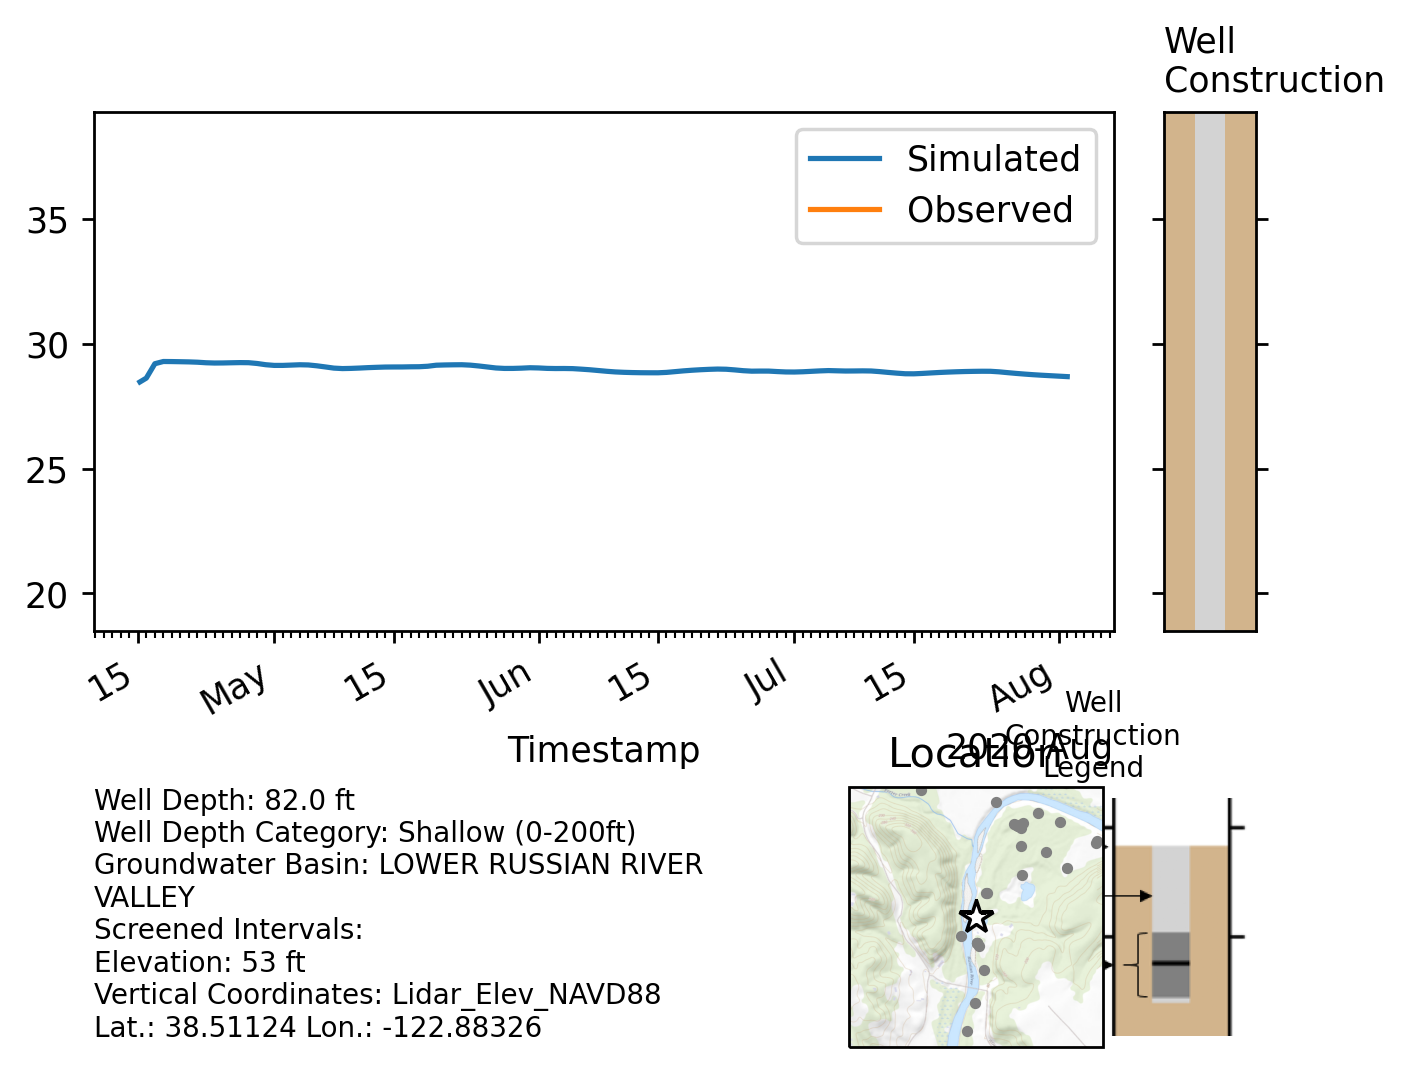 Well
Construction
Simulated
Observed
35
30
25
20
15
May
15
Jun
15
Jul
15
Aug
Timestamp
2020-Aug
Location
Well
Construction
Legend
Well Depth: 82.0 ft
Well Depth Category: Shallow (0-200ft)
Groundwater Basin: LOWER RUSSIAN RIVER
VALLEY
Screened Intervals:
Elevation: 53 ft
Vertical Coordinates: Lidar_Elev_NAVD88
Lat.: 38.51124 Lon.: -122.88326